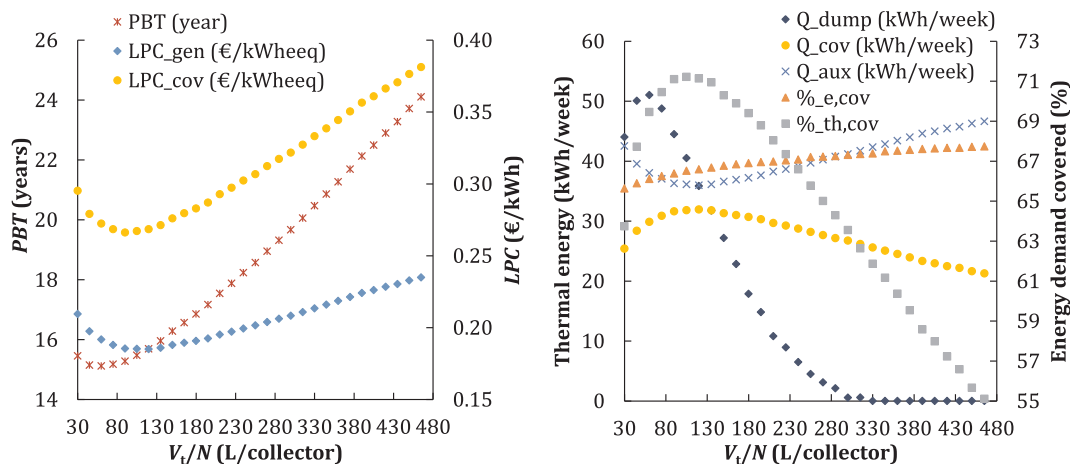 PBT (year)
LPC_gen (€/kWheeq)
LPC_cov (€/kWheeq)
26
24
22
20
18
16
14
PBT (years)
0.40
0.35
0.30
0.25
0.20
0.15
LPC (€/kWh)
30 80 130 180 230 280 330 380 430 480
Vt/N (L/collector)
Q_dump (kWh/week)
Q_cov (kWh/week)
Q_aux (kWh/week)
%_e,cov
%_th,cov
60
50
40
30
20
10
0
Thermal energy (kWh/week)
73
71
69
67
65
63
61
59
57
55
Energy demand covered (%)
30 80 130 180 230 280 330 380 430 480
Vt/N (L/collector)